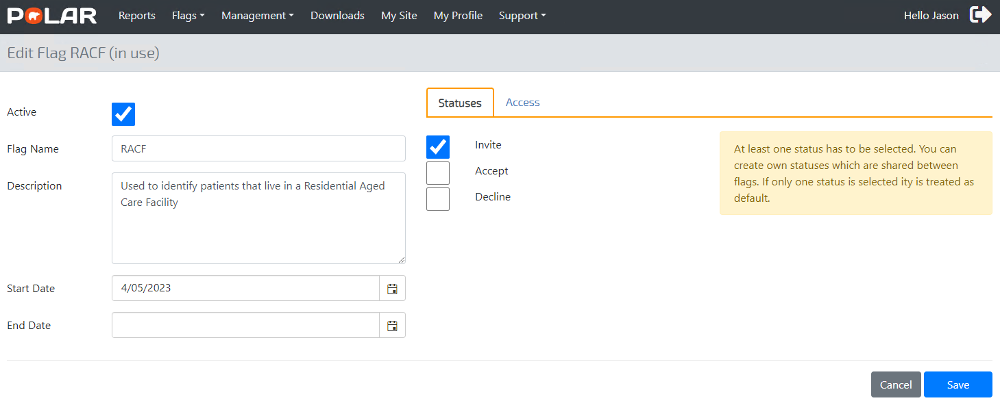 POLAR Reports Flags Management Downloads My Site My Profile Support Hello Jason
Edit Flag RACF (in use)
Active
Flag Name RACF
Description Used to identify patients that live in a Residential Aged
Care Facility
Start Date 4/05/2023
End Date
Statuses Access
Invite
Accept
Decline
At least one status has to be selected. You can
create own statuses which are shared between
flags. If only one status is selected ity is treated as
default.
Cancel Save